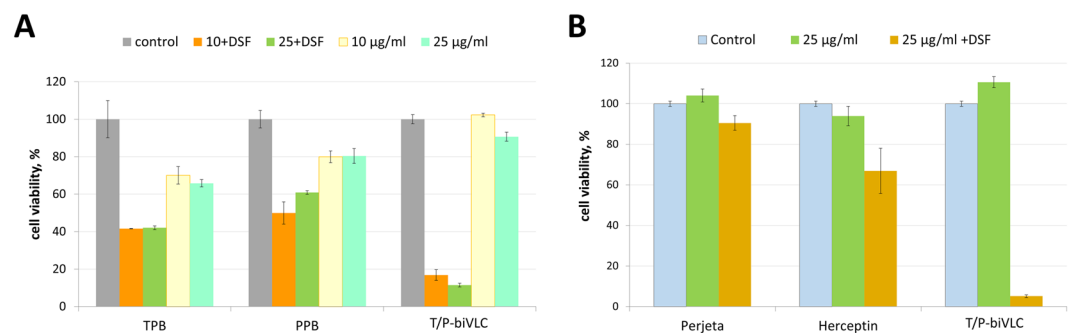 A
control 10+DSF 25+DSF 10 µg/ml 25 µg/ml
cell viability, %
120
100
80
60
40
20
0
TPB PPB T/P-biVLC
B
Control 25 µg/ml 25 µg/ml +DSF
cell viability, %
120
100
80
60
40
20
0
Perjeta Herceptin T/P-biVLC